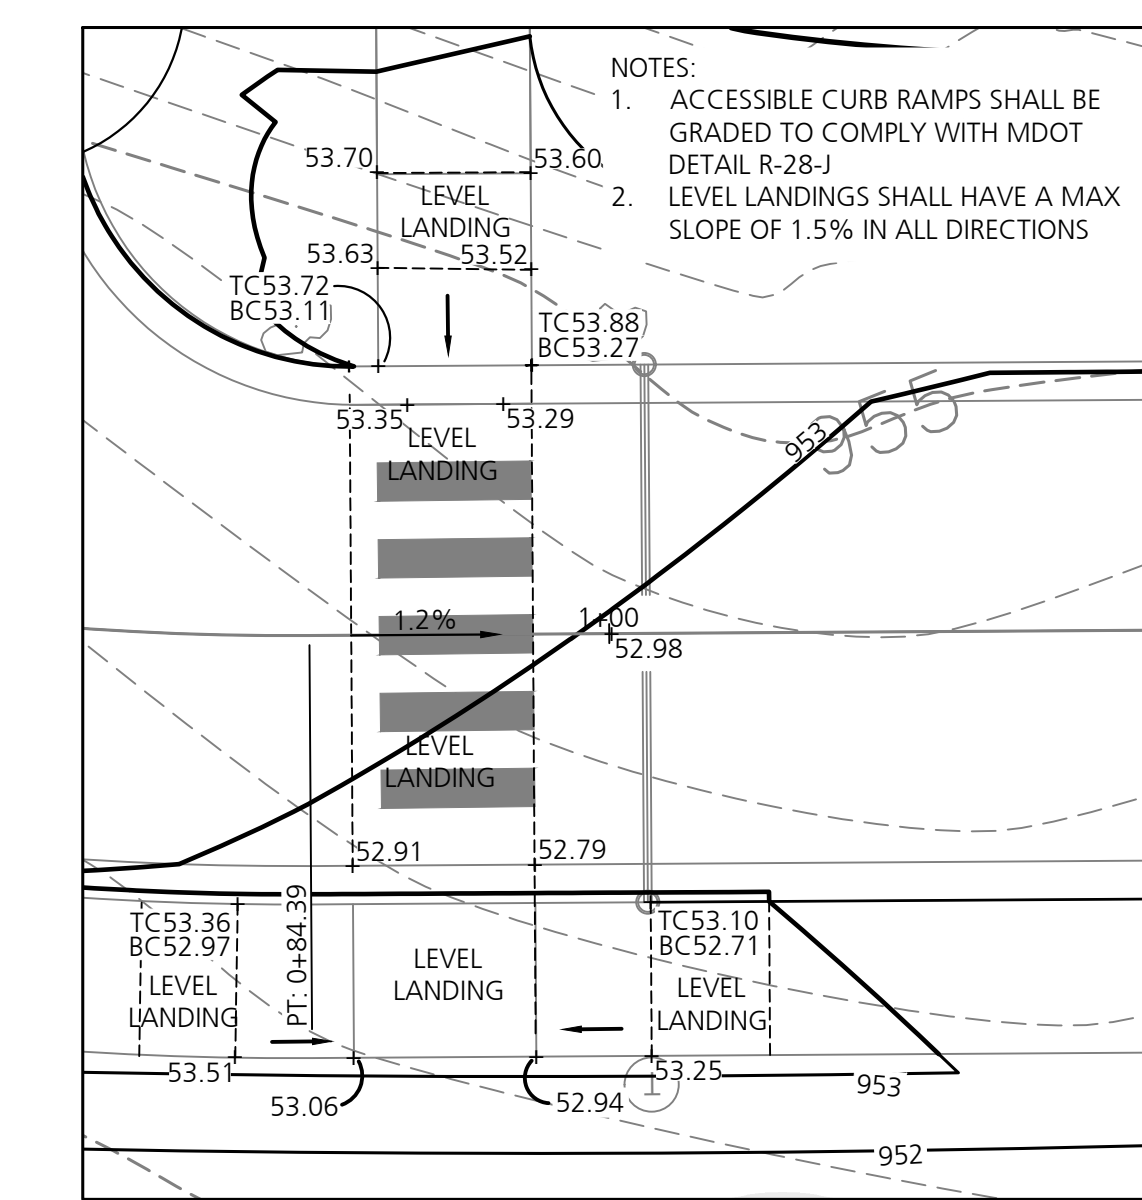 NOTES:
1. ACCESSIBLE CURB RAMPS SHALL BE
GRADED TO COMPLY WITH MDOT
DETAIL R-28-J
2. LEVEL LANDINGS SHALL HAVE A MAX
SLOPE OF 1.5% IN ALL DIRECTIONS
53.70
53.60
LEVEL
LANDING
53.63
53.52
TC53.72
BC53.11
TC53.88
BC53.27
53.35
53.29
LEVEL
LANDING
953
955
1.2%
1+00
52.98
LEVEL
LANDING
52.91
52.79
PT: 0+84.39
TC53.36
BC52.97
LEVEL
LANDING
LEVEL
LANDING
TC53.10
BC52.71
LEVEL
LANDING
53.51
53.06
52.94
53.25
1
953
952